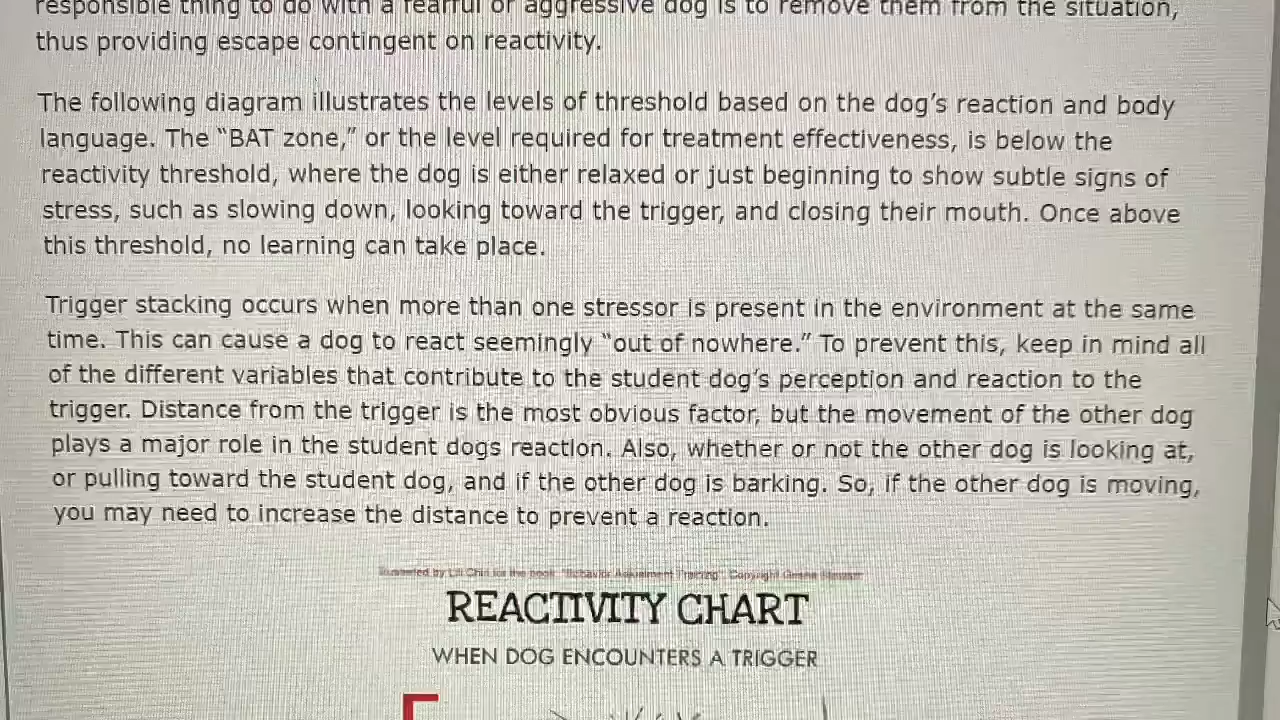 responsible thing to do with a fearful or aggressive dog is to remove them from the situation,
thus providing escape contingent on reactivity.
The following diagram illustrates the levels of threshold based on the dog's reaction and body
language. The “BAT zone,” or the level required for treatment effectiveness, is below the
reactivity threshold, where the dog is either relaxed or just beginning to show subtle signs of
stress, such as slowing down, looking toward the trigger, and closing their mouth. Once above
this threshold, no learning can take place.
Trigger stacking occurs when more than one stressor is present in the environment at the same
time. This can cause a dog to react seemingly “out of nowhere.” To prevent this, keep in mind all
of the different variables that contribute to the student dog's perception and reaction to the
trigger. Distance from the trigger is the most obvious factor, but the movement of the other dog
plays a major role in the student dogs reaction. Also, whether or not the other dog is looking at,
or pulling toward the student dog, and if the other dog is barking. So, if the other dog is moving,
you may need to increase the distance to prevent a reaction.
by Lili Chin for the book "Behavior Adjustment Training" Copyright
REACTIVITY CHART
WHEN DOG ENCOUNTERS A TRIGGER